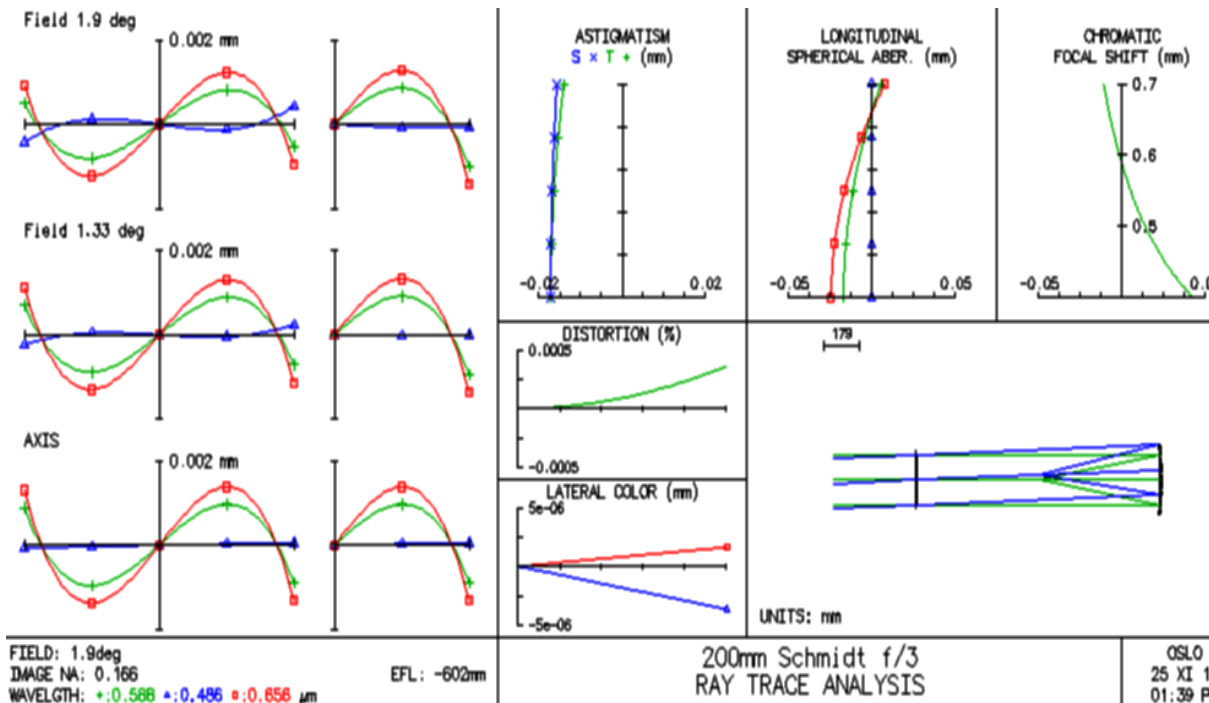 Field 1.9 deg
0.002 mm
Field 1.33 deg
0.002 mm
AXIS
0.002 mm
ASTIGMATISM
S × T + (mm)
-0.02 0.02
LONGITUDINAL
SPHERICAL ABER. (mm)
-0.05 0.05
CHROMATIC
FOCAL SHIFT (mm)
0.7
0.6
0.5
-0.05 0.0
DISTORTION (%)
0.0005
-0.0005
LATERAL COLOR (mm)
5e-06
-5e-06
179
UNITS: mm
FIELD: 1.9deg
IMAGE NA: 0.166 EFL: -602mm
WAVELGTH: +:0.588 ▵:0.486 ▫:0.656 µm
200mm Schmidt f/3
RAY TRACE ANALYSIS
OSLO
25 XI 1
01:39 P